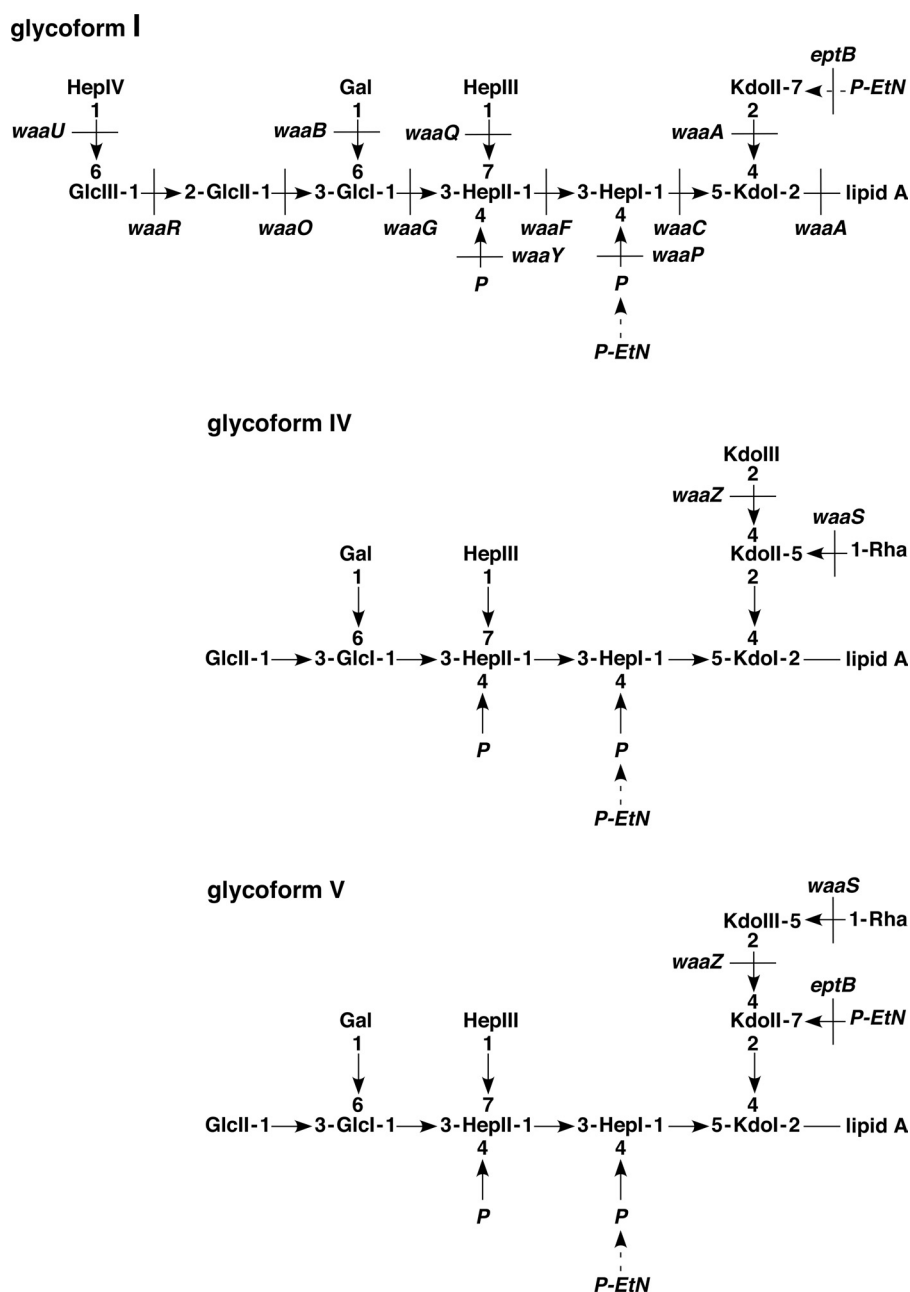 glycoform I
eptB
HepIV Gal HepIII KdoII-7 P-EtN
1 1 1 2
waaU waaB waaQ waaA
6 6 7 4
GlcIII-1 2-GlcII-1 3-GlcI-1 3-HepII-1 3-HepI-1 5-KdoI-2 lipid A
4 4
waaR waaO waaG waaF waaC waaA
waaY waaP
P P
P-EtN
glycoform IV
KdoIII
2
waaZ
waaS
4
Gal HepIII KdoII-5 1-Rha
1 1 2
6 7 4
GlcII-1 3-GlcI-1 3-HepII-1 3-HepI-1 5-KdoI-2 lipid A
4 4
P P
P-EtN
glycoform V
waaS
KdoIII-5 1-Rha
2
waaZ
eptB
4
Gal HepIII KdoII-7 P-EtN
1 1 2
6 7 4
GlcII-1 3-GlcI-1 3-HepII-1 3-HepI-1 5-KdoI-2 lipid A
4 4
P P
P-EtN